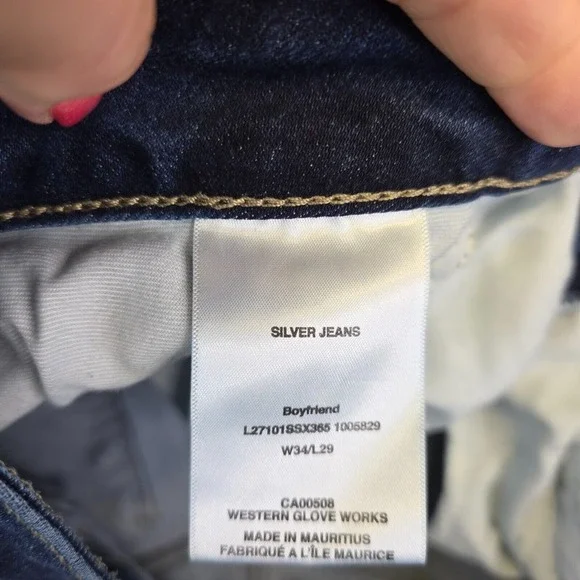 SILVER JEANS
Boyfriend
L27101SSX365 1005829
W34/L29
CA00508
WESTERN GLOVE WORKS
MADE IN MAURITIUS
FABRIQUÉ A L'ÎLE MAURICE